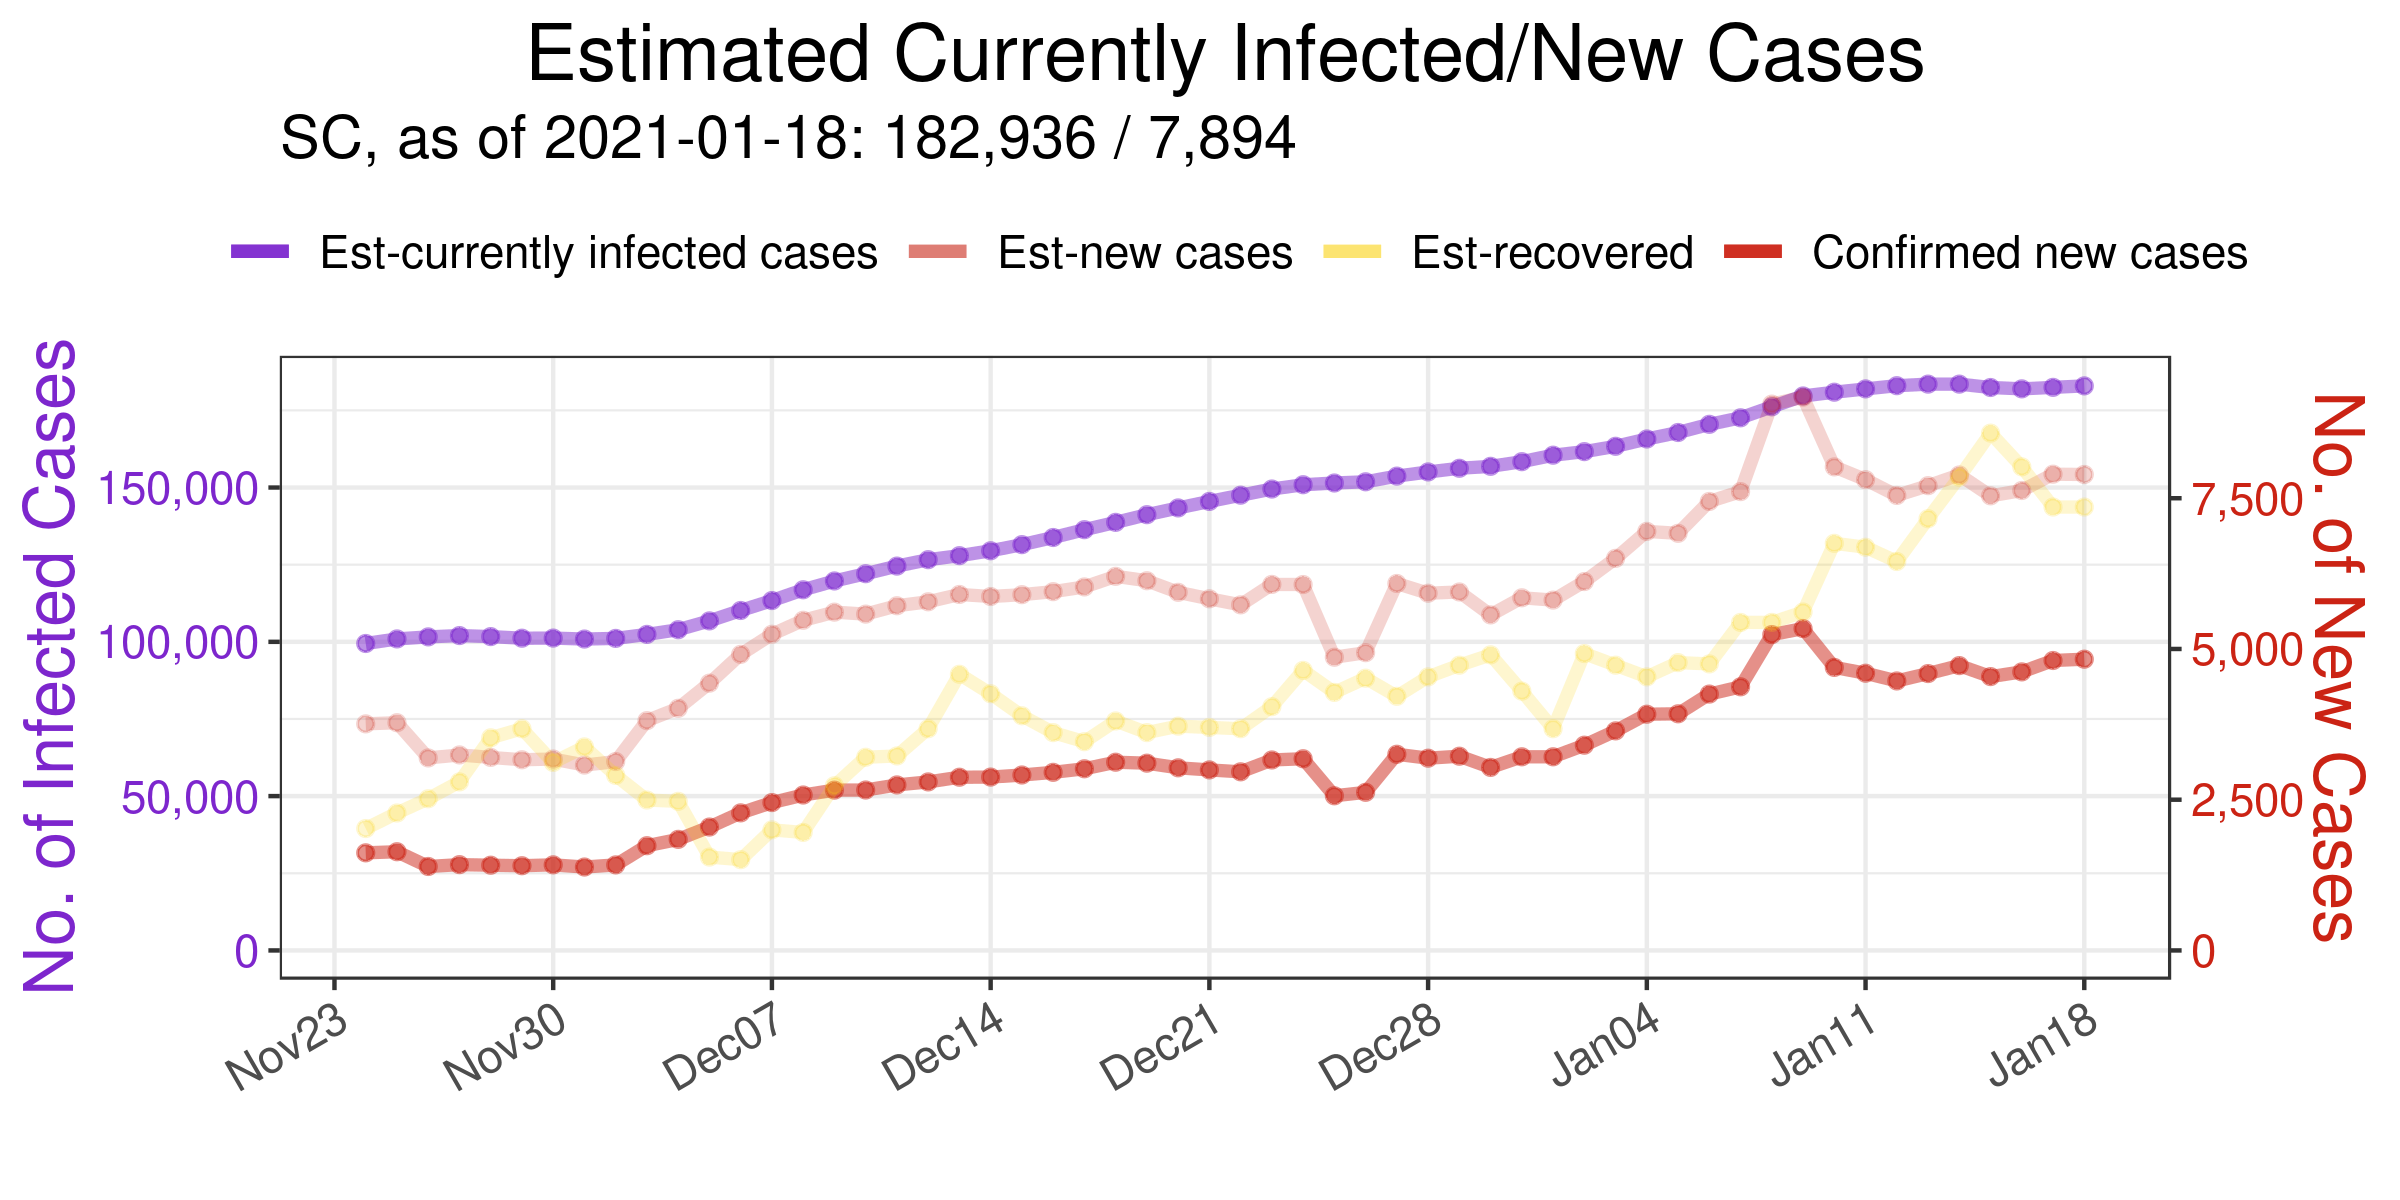 Estimated Currently Infected/New Cases
SC, as of 2021-01-18: 182,936 / 7,894
Est-currently infected cases Est-new cases Est-recovered Confirmed new cases
No. of Infected Cases
150,000
100,000
50,000
0
7,500
5,000
2,500
0
No. of New Cases
Nov23 Nov30 Dec07 Dec14 Dec21 Dec28 Jan04 Jan11 Jan18